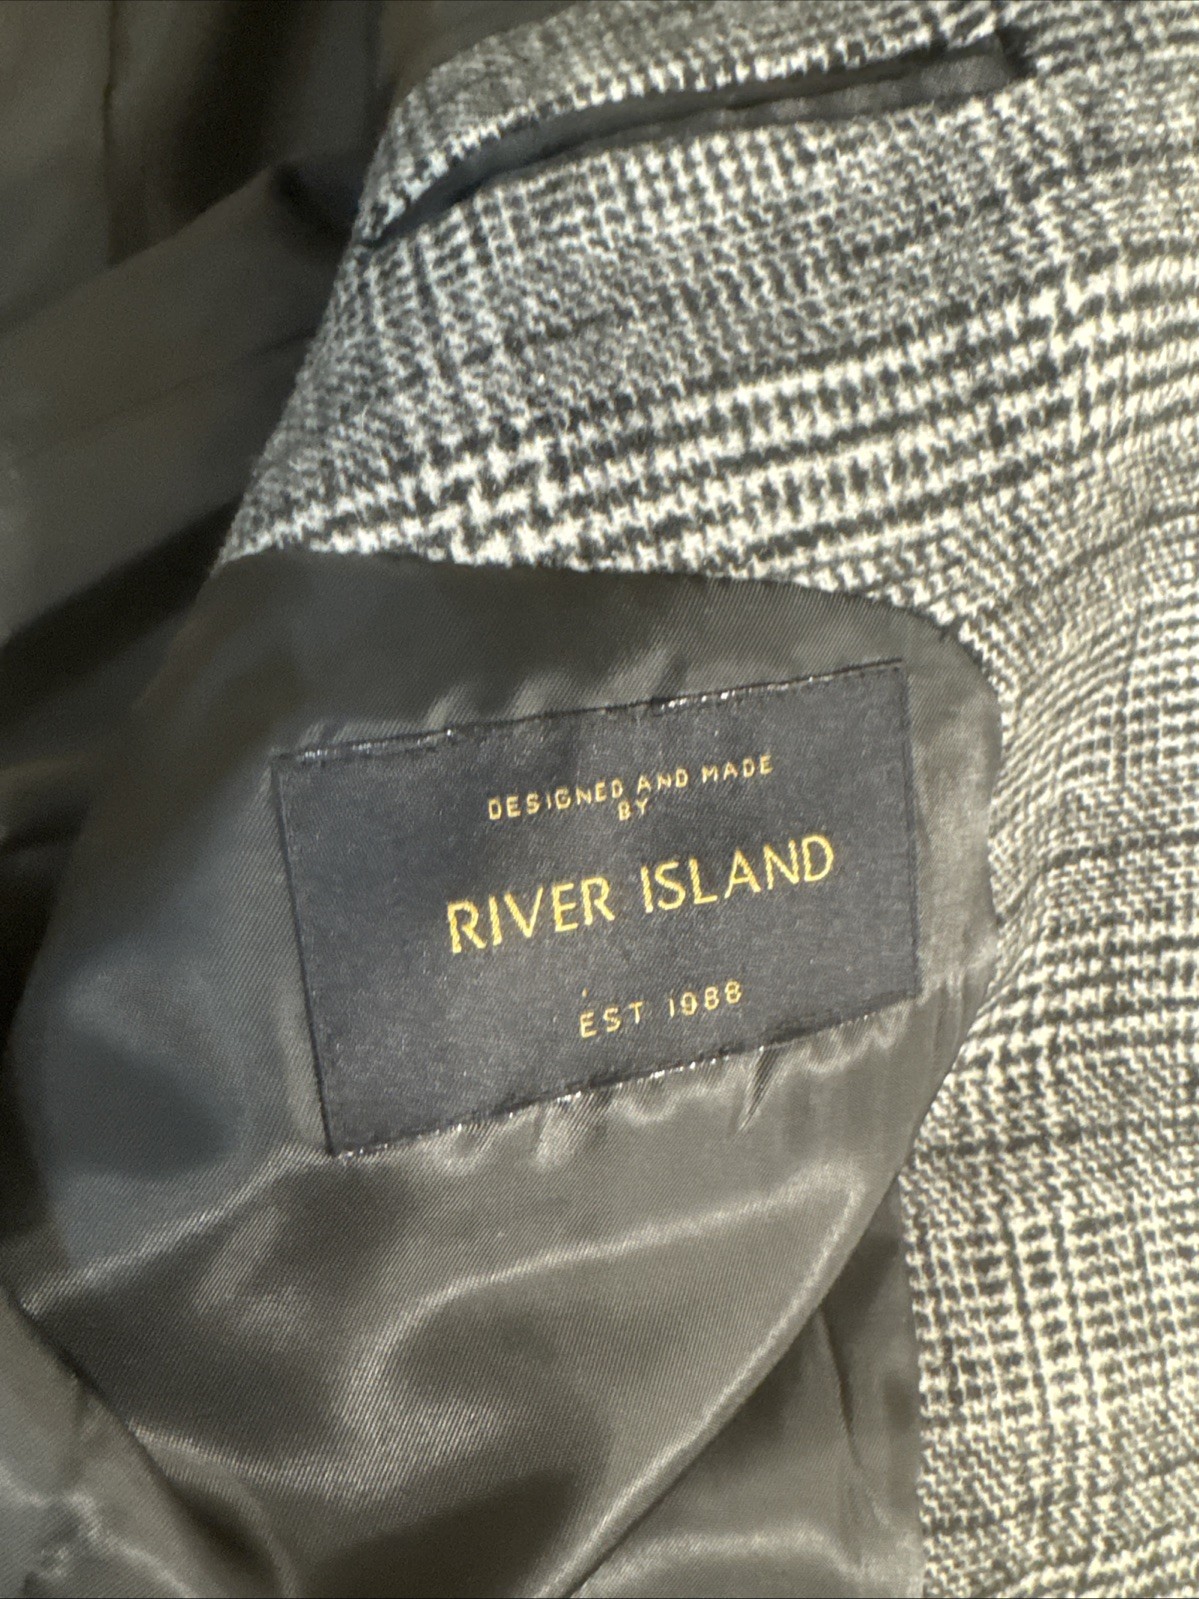 DESIGNED AND MADE
BY
RIVER ISLAND
EST 1988